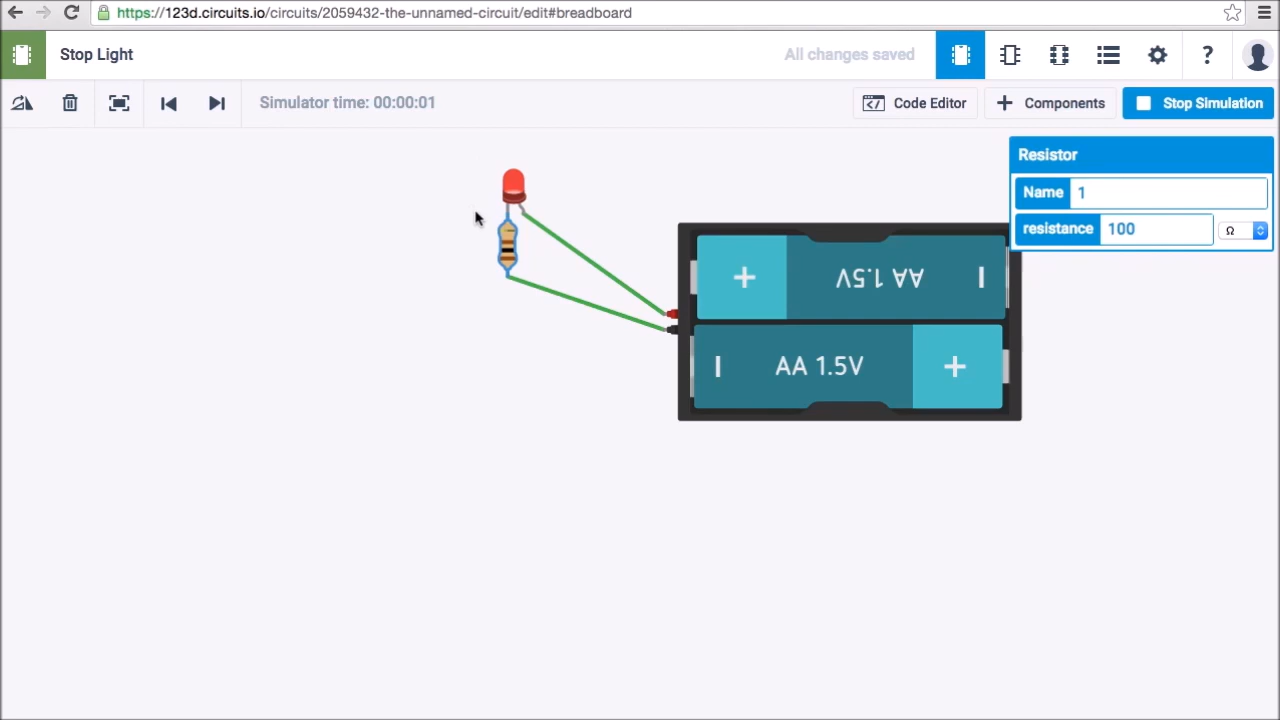 https://123d.circuits.io/circuits/2059432-the-unnamed-circuit/edit#breadboard
Stop Light
All changes saved
?
Simulator time: 00:00:01
Code Editor
+ Components
Stop Simulation
Resistor
Name 1
resistance 100 Ω
+ AA 1.5V
AA 1.5V +